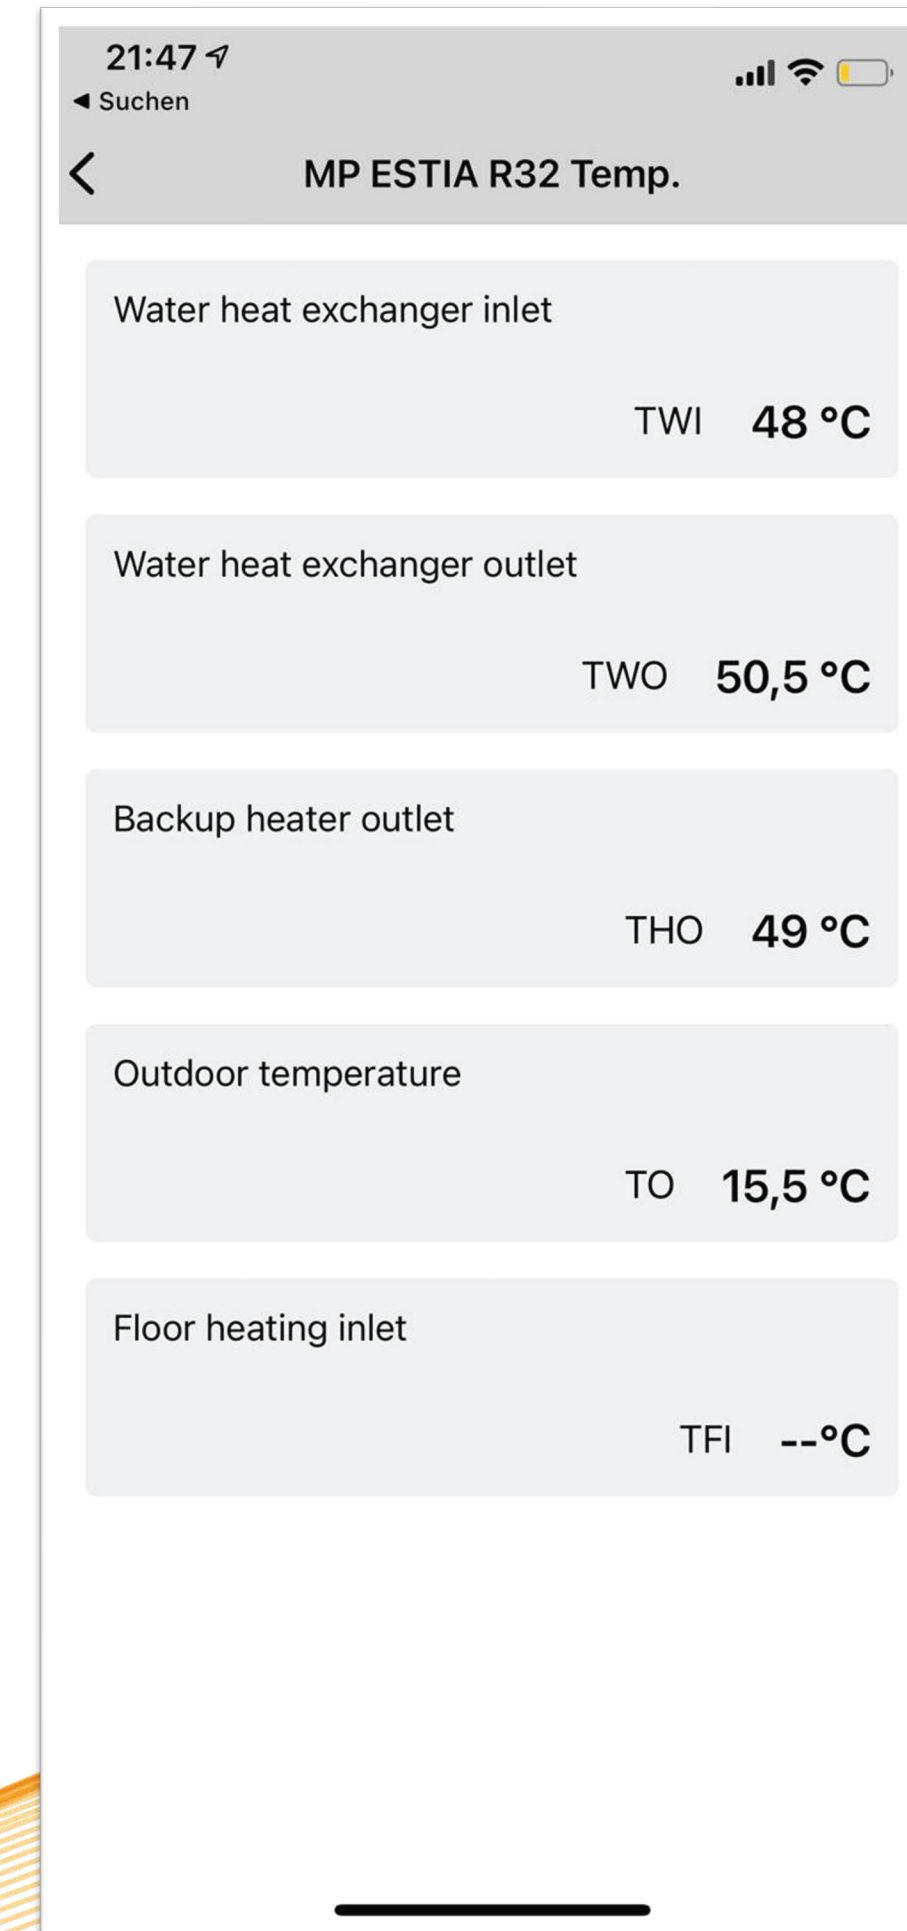 21:47
Suchen
MP ESTIA R32 Temp.
Water heat exchanger inlet
TWI 48 °C
Water heat exchanger outlet
TWO 50,5 °C
Backup heater outlet
THO 49 °C
Outdoor temperature
TO 15,5 °C
Floor heating inlet
TFI --°C